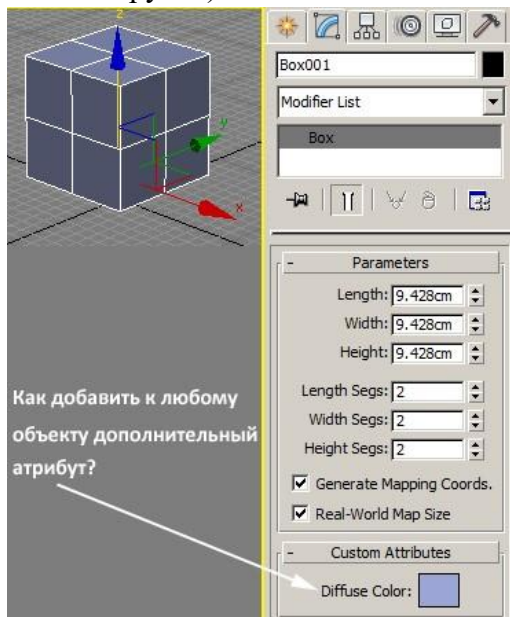 z
y
x
Box001
Modifier List
Box
- Parameters
Length: 9.428cm
Width: 9.428cm
Height: 9.428cm
Length Segs: 2
Width Segs: 2
Height Segs: 2
Generate Mapping Coords.
Real-World Map Size
- Custom Attributes
Diffuse Color:
Как добавить к любому
объекту дополнительный
атрибут?